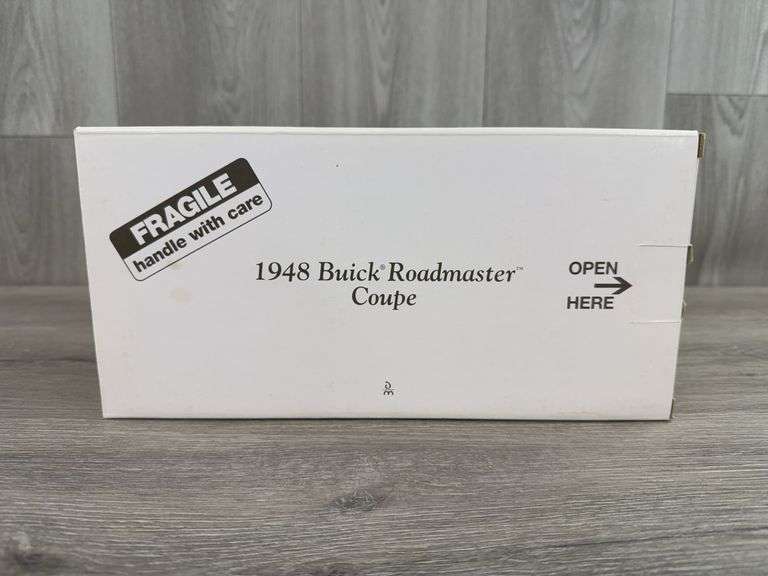 FRAGILE
handle with care
1948 Buick® Roadmaster™
Coupe
OPEN
HERE